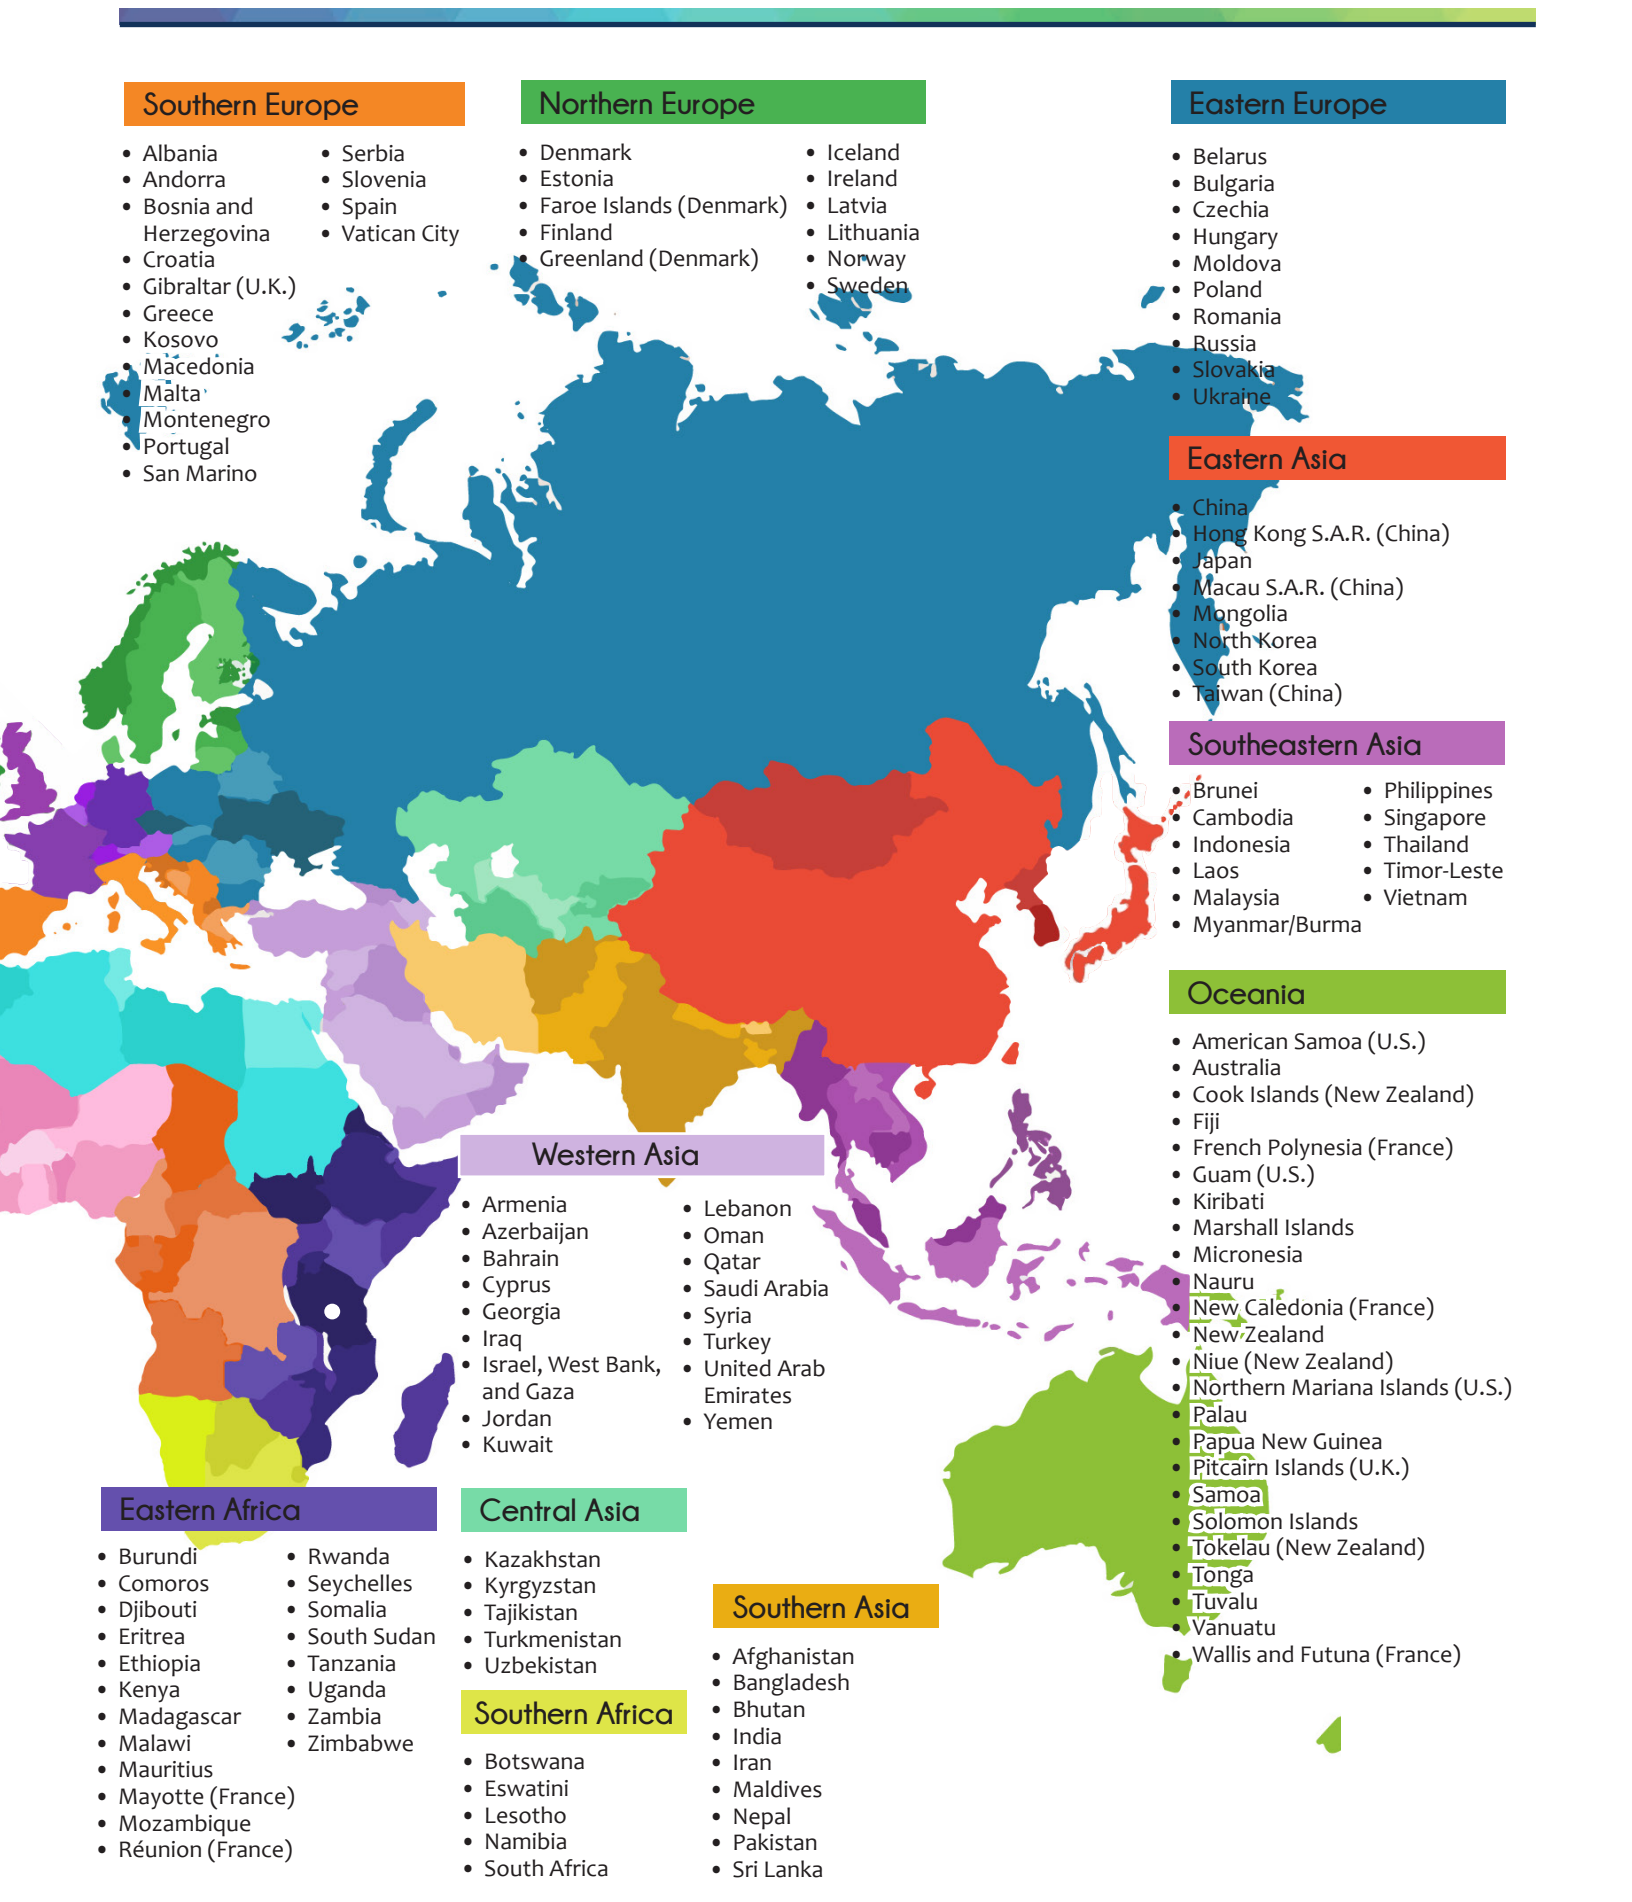 Southern Europe
• Albania
• Andorra
• Bosnia and
Herzegovina
• Croatia
• Gibraltar (U.K.)
• Greece
• Kosovo
• Macedonia
• Malta
• Montenegro
• Portugal
• San Marino
• Serbia
• Slovenia
• Spain
• Vatican City
Northern Europe
• Denmark
• Estonia
• Faroe Islands (Denmark)
• Finland
• Greenland (Denmark)
• Iceland
• Ireland
• Latvia
• Lithuania
• Norway
• Sweden
Eastern Europe
• Belarus
• Bulgaria
• Czechia
• Hungary
• Moldova
• Poland
• Romania
• Russia
• Slovakia
• Ukraine
Eastern Asia
• China
• Hong Kong S.A.R. (China)
• Japan
• Macau S.A.R. (China)
• Mongolia
• North Korea
• South Korea
• Taiwan (China)
Southeastern Asia
• Brunei
• Cambodia
• Indonesia
• Laos
• Malaysia
• Myanmar/Burma
• Philippines
• Singapore
• Thailand
• Timor-Leste
• Vietnam
Oceania
• American Samoa (U.S.)
• Australia
• Cook Islands (New Zealand)
• Fiji
• French Polynesia (France)
• Guam (U.S.)
• Kiribati
• Marshall Islands
• Micronesia
• Nauru
• New Caledonia (France)
• New Zealand
• Niue (New Zealand)
• Northern Mariana Islands (U.S.)
• Palau
• Papua New Guinea
• Pitcairn Islands (U.K.)
• Samoa
• Solomon Islands
• Tokelau (New Zealand)
• Tonga
• Tuvalu
• Vanuatu
• Wallis and Futuna (France)
Western Asia
• Armenia
• Azerbaijan
• Bahrain
• Cyprus
• Georgia
• Iraq
• Israel, West Bank,
and Gaza
• Jordan
• Kuwait
• Lebanon
• Oman
• Qatar
• Saudi Arabia
• Syria
• Turkey
• United Arab
Emirates
• Yemen
Eastern Africa
• Burundi
• Comoros
• Djibouti
• Eritrea
• Ethiopia
• Kenya
• Madagascar
• Malawi
• Mauritius
• Mayotte (France)
• Mozambique
• Réunion (France)
• Rwanda
• Seychelles
• Somalia
• South Sudan
• Tanzania
• Uganda
• Zambia
• Zimbabwe
Central Asia
• Kazakhstan
• Kyrgyzstan
• Tajikistan
• Turkmenistan
• Uzbekistan
Southern Africa
• Botswana
• Eswatini
• Lesotho
• Namibia
• South Africa
Southern Asia
• Afghanistan
• Bangladesh
• Bhutan
• India
• Iran
• Maldives
• Nepal
• Pakistan
• Sri Lanka